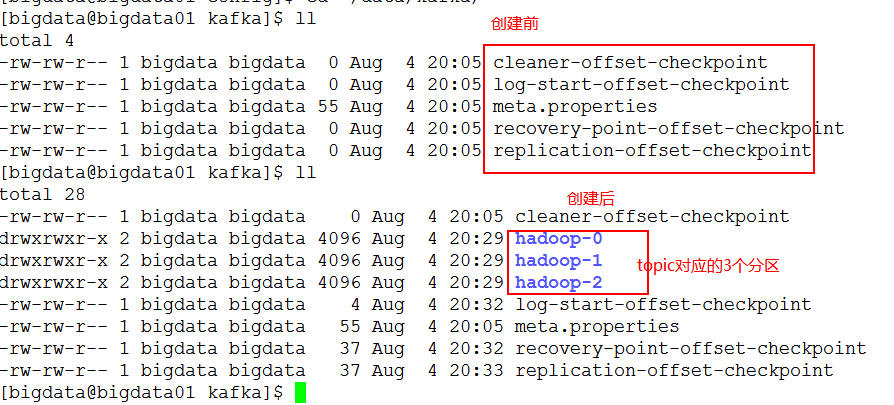 创建前
[bigdata@bigdata01 kafka]$ ll
total 4
-rw-rw-r-- 1 bigdata bigdata  0 Aug  4 20:05 cleaner-offset-checkpoint
-rw-rw-r-- 1 bigdata bigdata  0 Aug  4 20:05 log-start-offset-checkpoint
-rw-rw-r-- 1 bigdata bigdata 55 Aug  4 20:05 meta.properties
-rw-rw-r-- 1 bigdata bigdata  0 Aug  4 20:05 recovery-point-offset-checkpoint
-rw-rw-r-- 1 bigdata bigdata  0 Aug  4 20:05 replication-offset-checkpoint
[bigdata@bigdata01 kafka]$ ll
total 28
创建后
-rw-rw-r-- 1 bigdata bigdata    0 Aug  4 20:05 cleaner-offset-checkpoint
drwxrwxr-x 2 bigdata bigdata 4096 Aug  4 20:29 hadoop-0
drwxrwxr-x 2 bigdata bigdata 4096 Aug  4 20:29 hadoop-1
topic对应的3个分区
drwxrwxr-x 2 bigdata bigdata 4096 Aug  4 20:29 hadoop-2
-rw-rw-r-- 1 bigdata bigdata    4 Aug  4 20:32 log-start-offset-checkpoint
-rw-rw-r-- 1 bigdata bigdata   55 Aug  4 20:05 meta.properties
-rw-rw-r-- 1 bigdata bigdata   37 Aug  4 20:32 recovery-point-offset-checkpoint
-rw-rw-r-- 1 bigdata bigdata   37 Aug  4 20:33 replication-offset-checkpoint
[bigdata@bigdata01 kafka]$